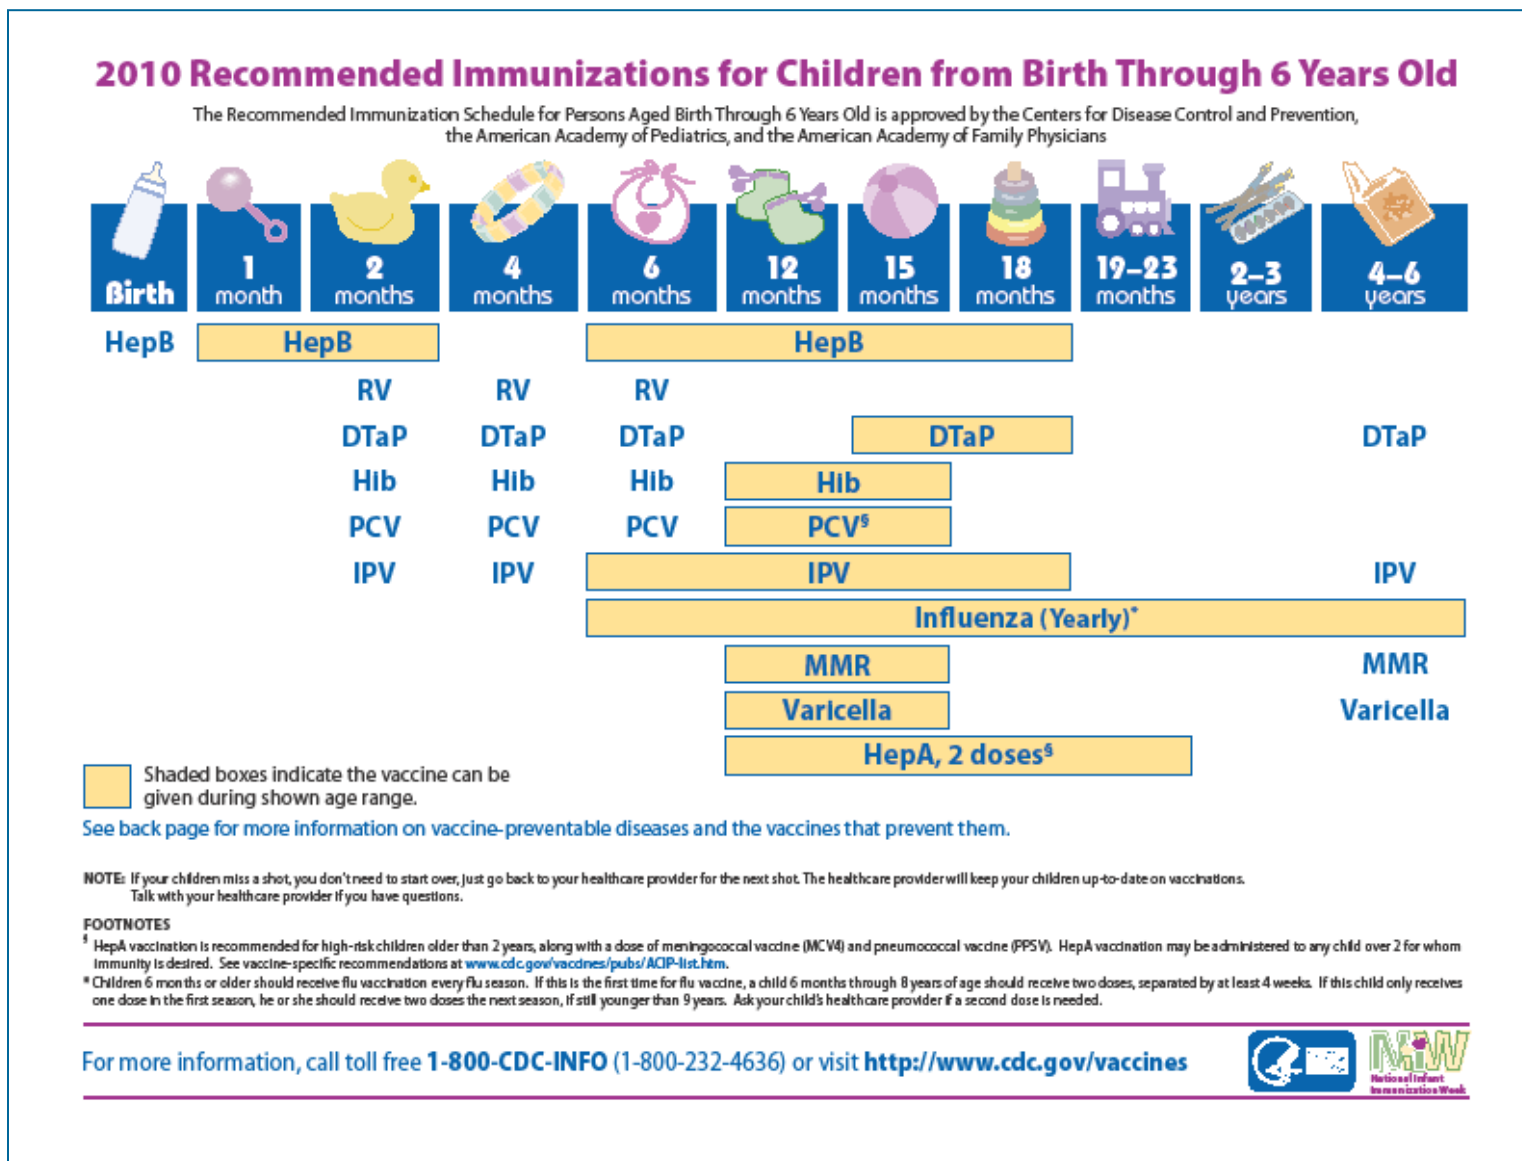 2010 Recommended Immunizations for Children from Birth Through 6 Years Old
The Recommended Immunization Schedule for Persons Aged Birth Through 6 Years Old is approved by the Centers for Disease Control and Prevention,
the American Academy of Pediatrics, and the American Academy of Family Physicians
Birth
1 month
2 months
4 months
6 months
12 months
15 months
18 months
19–23 months
2–3 years
4–6 years
HepB HepB HepB
RV RV RV
DTaP DTaP DTaP DTaP DTaP
Hib Hib Hib Hib
PCV PCV PCV PCV§
IPV IPV IPV IPV
Influenza (Yearly)*
MMR MMR
Varicella Varicella
HepA, 2 doses§
Shaded boxes indicate the vaccine can be
given during shown age range.
See back page for more information on vaccine-preventable diseases and the vaccines that prevent them.
NOTE: If your children miss a shot, you don't need to start over, just go back to your healthcare provider for the next shot. The healthcare provider will keep your children up-to-date on vaccinations.
Talk with your healthcare provider if you have questions.
FOOTNOTES
§ HepA vaccination is recommended for high-risk children older than 2 years, along with a dose of meningococcal vaccine (MCV4) and pneumococcal vaccine (PPSV). HepA vaccination may be administered to any child over 2 for whom
immunity is desired. See vaccine-specific recommendations at www.cdc.gov/vaccines/pubs/ACIP-list.htm.
* Children 6 months or older should receive flu vaccination every flu season. If this is the first time for flu vaccine, a child 6 months through 8 years of age should receive two doses, separated by at least 4 weeks. If this child only receives
one dose in the first season, he or she should receive two doses the next season, if still younger than 9 years. Ask your child's healthcare provider if a second dose is needed.
For more information, call toll free 1-800-CDC-INFO (1-800-232-4636) or visit http://www.cdc.gov/vaccines
NIIW
National Infant
Immunization Week